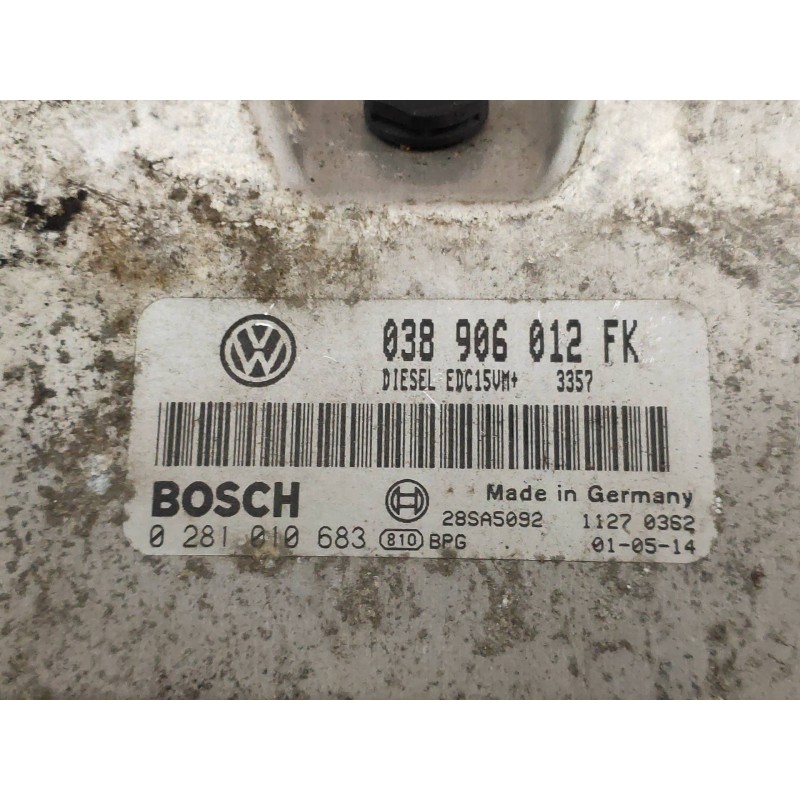 038 906 012 FK
DIESEL EDC15VM+ 3357
BOSCH
Made in Germany
28SA5092 1127 0362
0 281 010 683 810 BPG 01-05-14